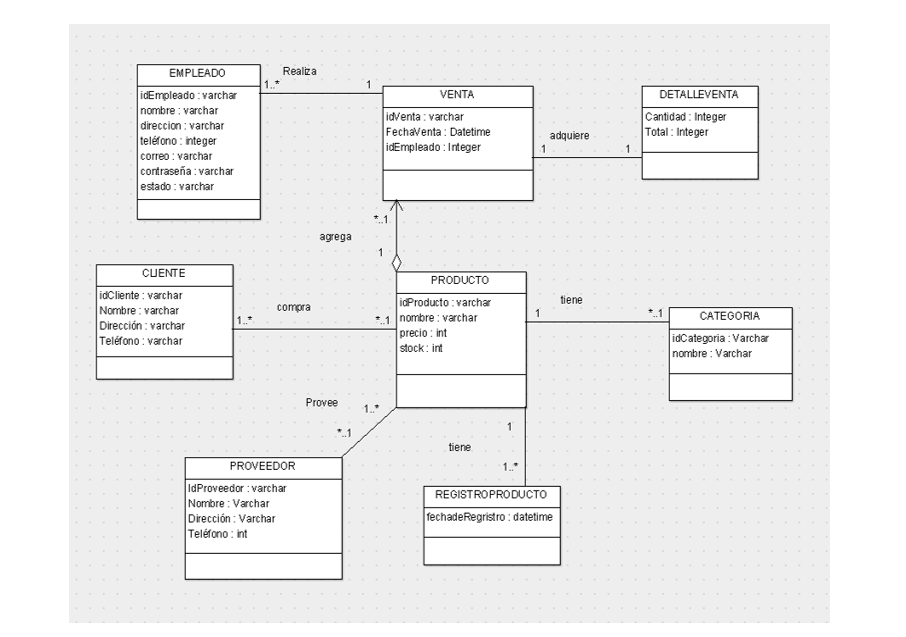 EMPLEADO
idEmpleado : varchar
nombre : varchar
direccion : varchar
teléfono : integer
correo : varchar
contraseña : varchar
estado : varchar
Realiza
1..*
1
VENTA
idVenta : varchar
FechaVenta : Datetime
idEmpleado : Integer
adquiere
1
1
DETALLEVENTA
Cantidad : Integer
Total : Integer
*..1
agrega
1
CLIENTE
idCliente : varchar
Nombre : varchar
Dirección : varchar
Teléfono : varchar
compra
1..*
*..1
PRODUCTO
idProducto : varchar
nombre : varchar
precio : int
stock : int
tiene
1
*..1
CATEGORIA
idCategoria : Varchar
nombre : Varchar
Provee
1..*
*..1
PROVEEDOR
IdProveedor : varchar
Nombre : Varchar
Dirección : Varchar
Teléfono : int
1
tiene
1..*
REGISTROPRODUCTO
fechadeRegristro : datetime